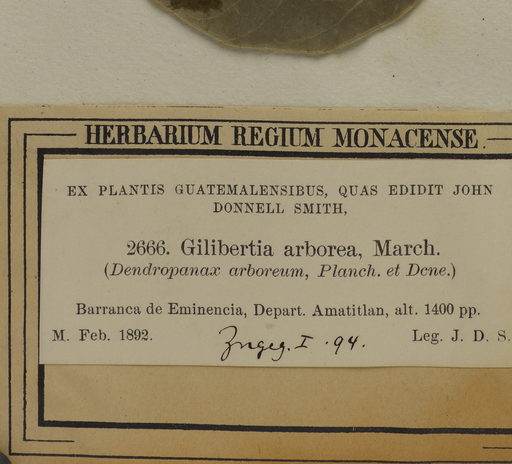 HERBARIUM REGIUM MONACENSE.
EX PLANTIS GUATEMALENSIBUS, QUAS EDIDIT JOHN
DONNELL SMITH,
2666. Gilibertia arborea, March.
(Dendropanax arboreum, Planch. et Dcne.)
Barranca de Eminencia, Depart. Amatitlan, alt. 1400 pp.
M. Feb. 1892. Leg. J. D. S.
I. 94.